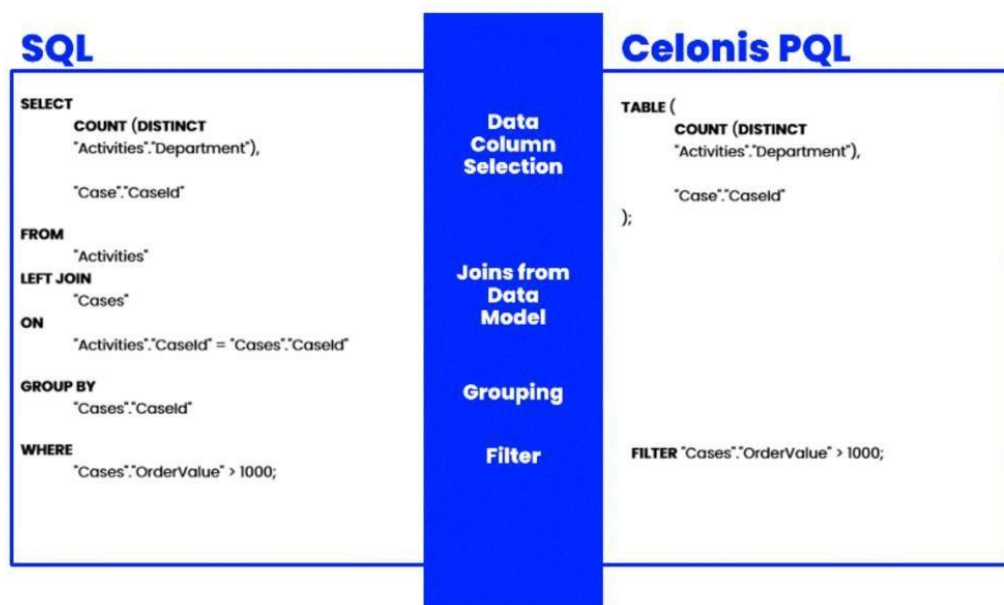 SQL
SELECT
COUNT (DISTINCT
"Activities"."Department"),
"Case"."CaseId"
FROM
"Activities"
LEFT JOIN
"Cases"
ON
"Activities"."CaseId" = "Cases"."CaseId"
GROUP BY
"Cases"."CaseId"
WHERE
"Cases"."OrderValue" > 1000;
Data
Column
Selection
Joins from
Data
Model
Grouping
Filter
Celonis PQL
TABLE (
COUNT (DISTINCT
"Activities"."Department"),
"Case"."CaseId"
);
FILTER "Cases"."OrderValue" > 1000;